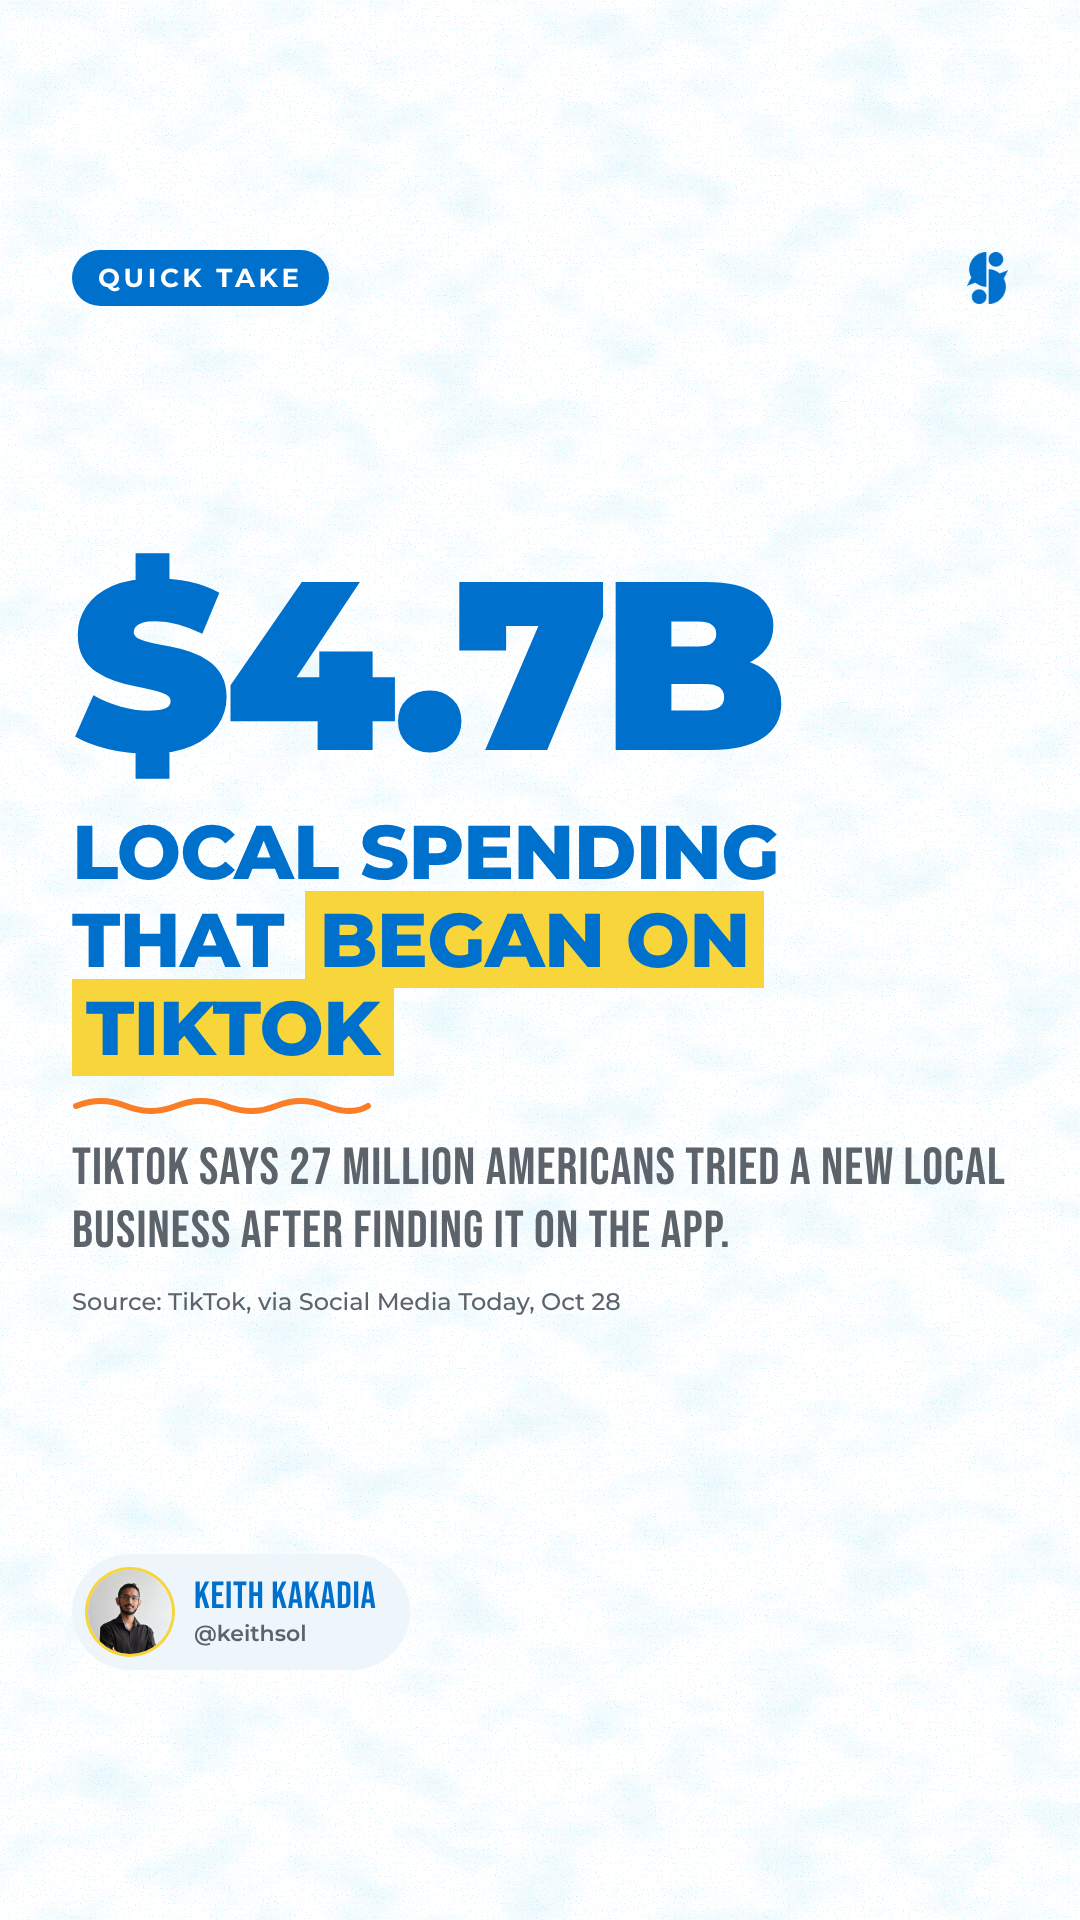 QUICK TAKE
$4.7B
LOCAL SPENDING
THAT BEGAN ON
TIKTOK
TIKTOK SAYS 27 MILLION AMERICANS TRIED A NEW LOCAL
BUSINESS AFTER FINDING IT ON THE APP.
Source: TikTok, via Social Media Today, Oct 28
KEITH KAKADIA
@keithsol